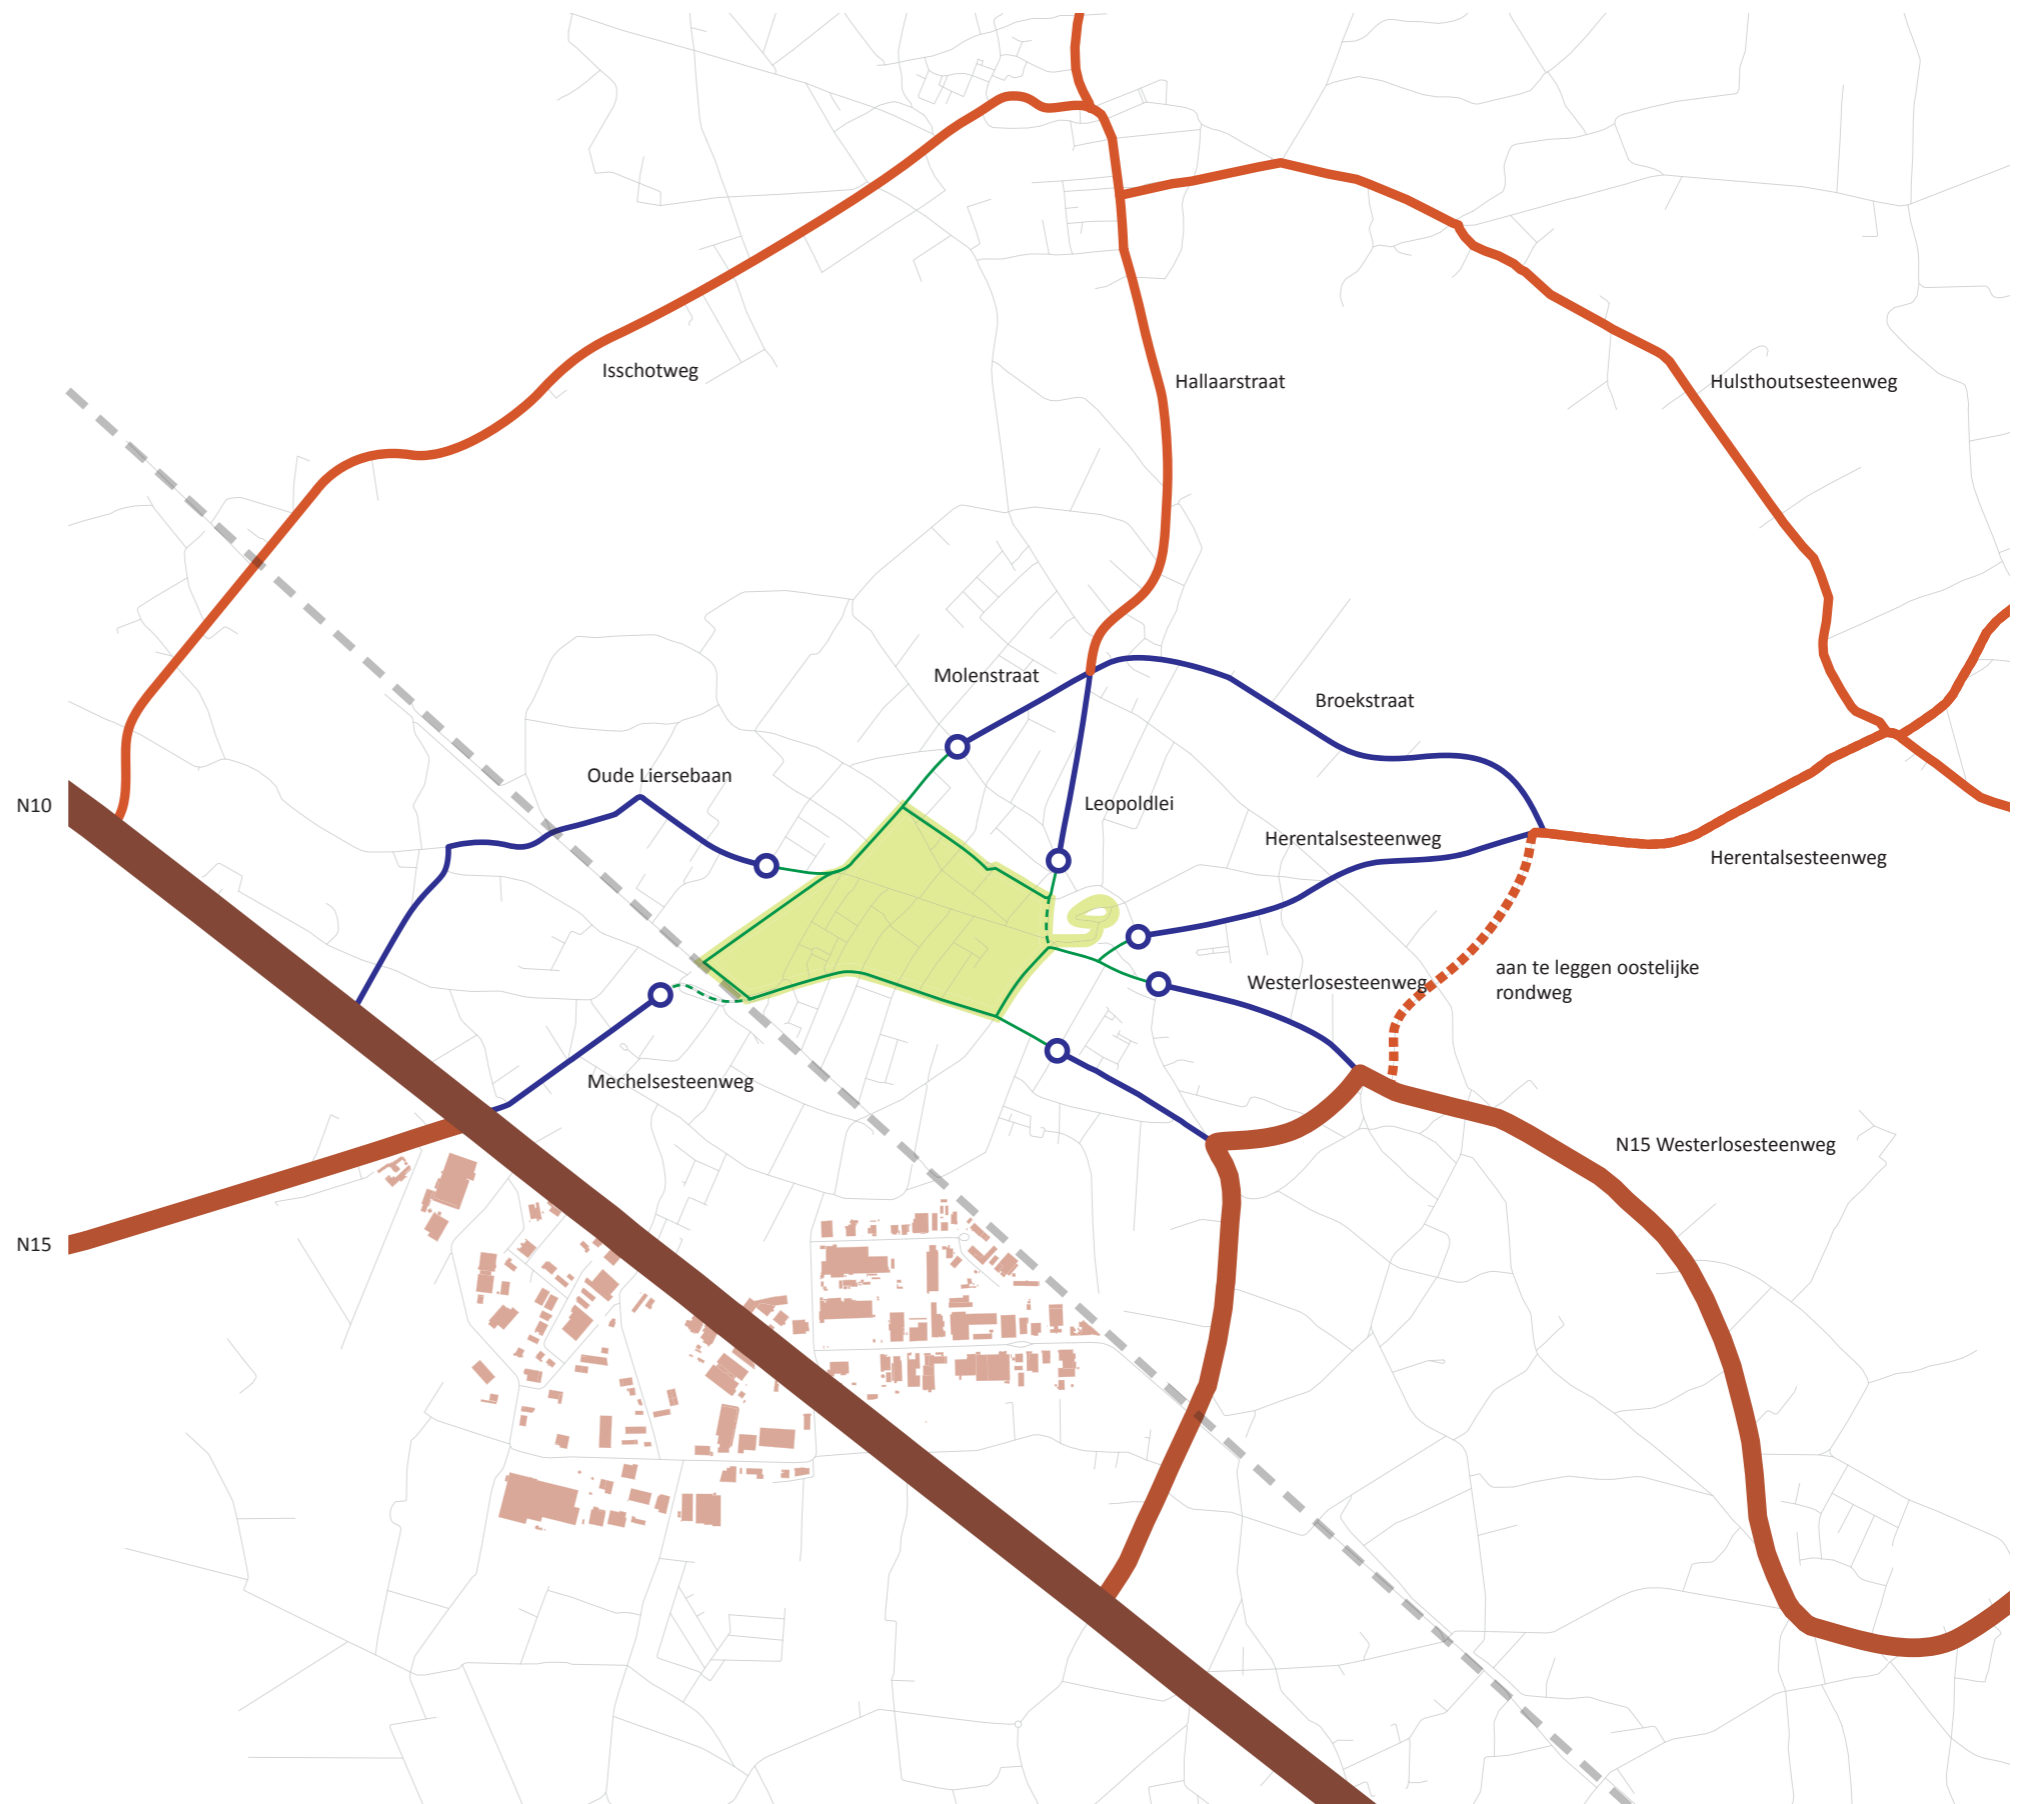 Isschotweg
Hallaarstraat
Hulsthoutsesteenweg
Molenstraat
Broekstraat
Oude Liersebaan
N10
Leopoldlei
Herentalsesteenweg
Herentalsesteenweg
aan te leggen oostelijke
rondweg
Westerlosesteenweg
Mechelsesteenweg
N15 Westerlosesteenweg
N15